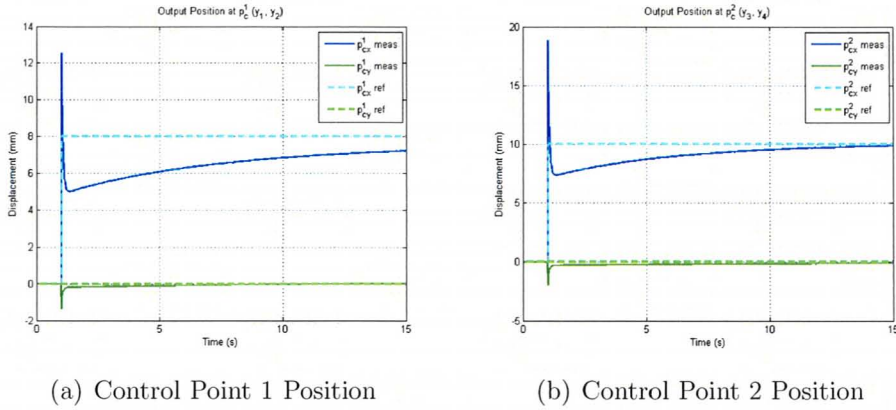 Output Position at p_c^1 (y_1, y_2)
14
12
10
8
6
4
2
0
-2
Displacement (mm)
0
5
10
15
Time (s)
p_cx^1 meas
p_cy^1 meas
p_cx^1 ref
p_cy^1 ref
(a) Control Point 1 Position
Output Position at p_c^2 (y_3, y_4)
20
15
10
5
0
-5
Displacement (mm)
0
5
10
15
Time (s)
p_cx^2 meas
p_cy^2 meas
p_cx^2 ref
p_cy^2 ref
(b) Control Point 2 Position